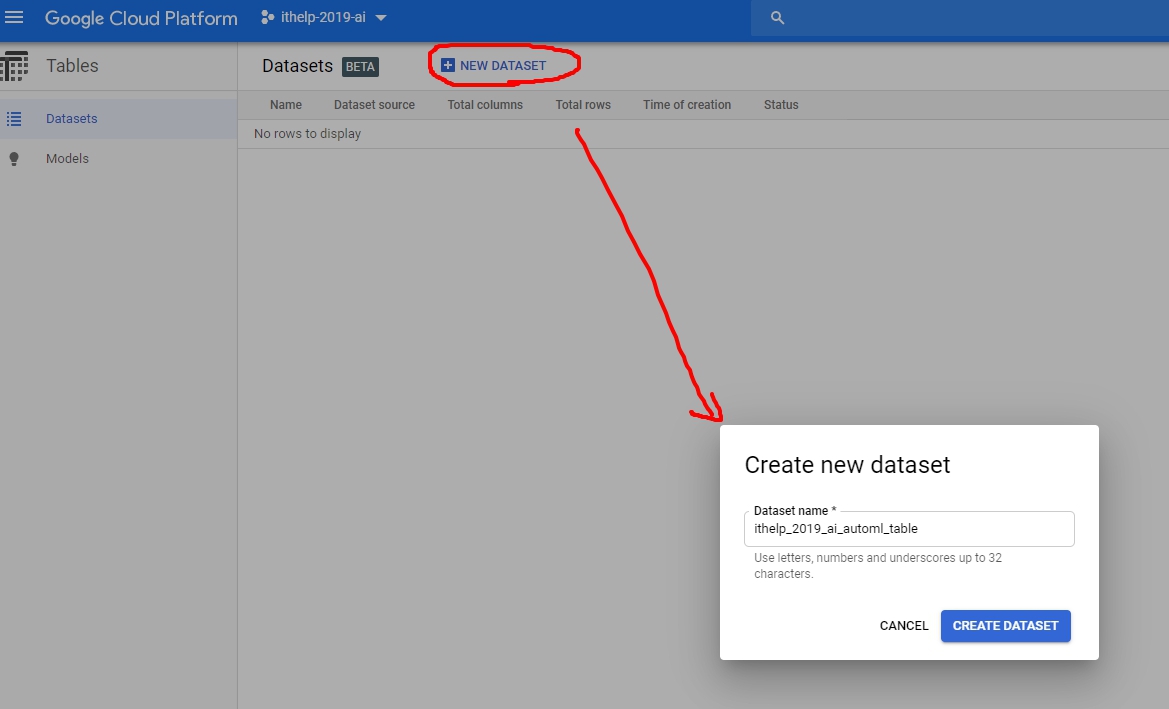 Google Cloud Platform ithelp-2019-ai
Tables Datasets BETA NEW DATASET
Name Dataset source Total columns Total rows Time of creation Status
Datasets
No rows to display
Models
Create new dataset
Dataset name *
ithelp_2019_ai_automl_table
Use letters, numbers and underscores up to 32
characters.
CANCEL CREATE DATASET